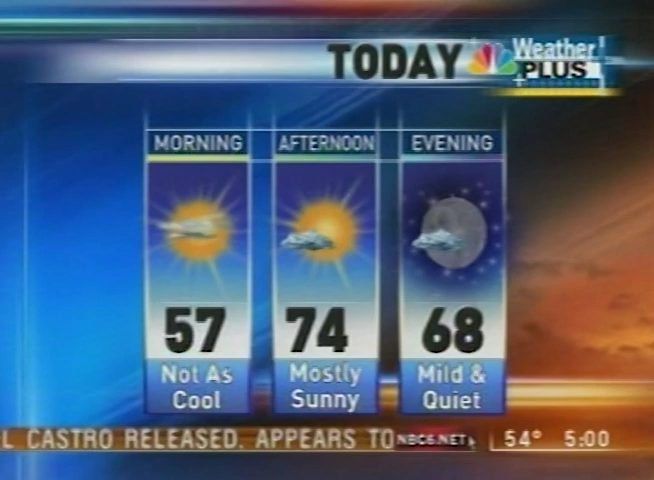 TODAY
Weather
PLUS
MORNING
AFTERNOON
EVENING
57
74
68
Not As
Cool
Mostly
Sunny
Mild &
Quiet
L CASTRO RELEASED. APPEARS TO
NBC6.NET
54° 5:00